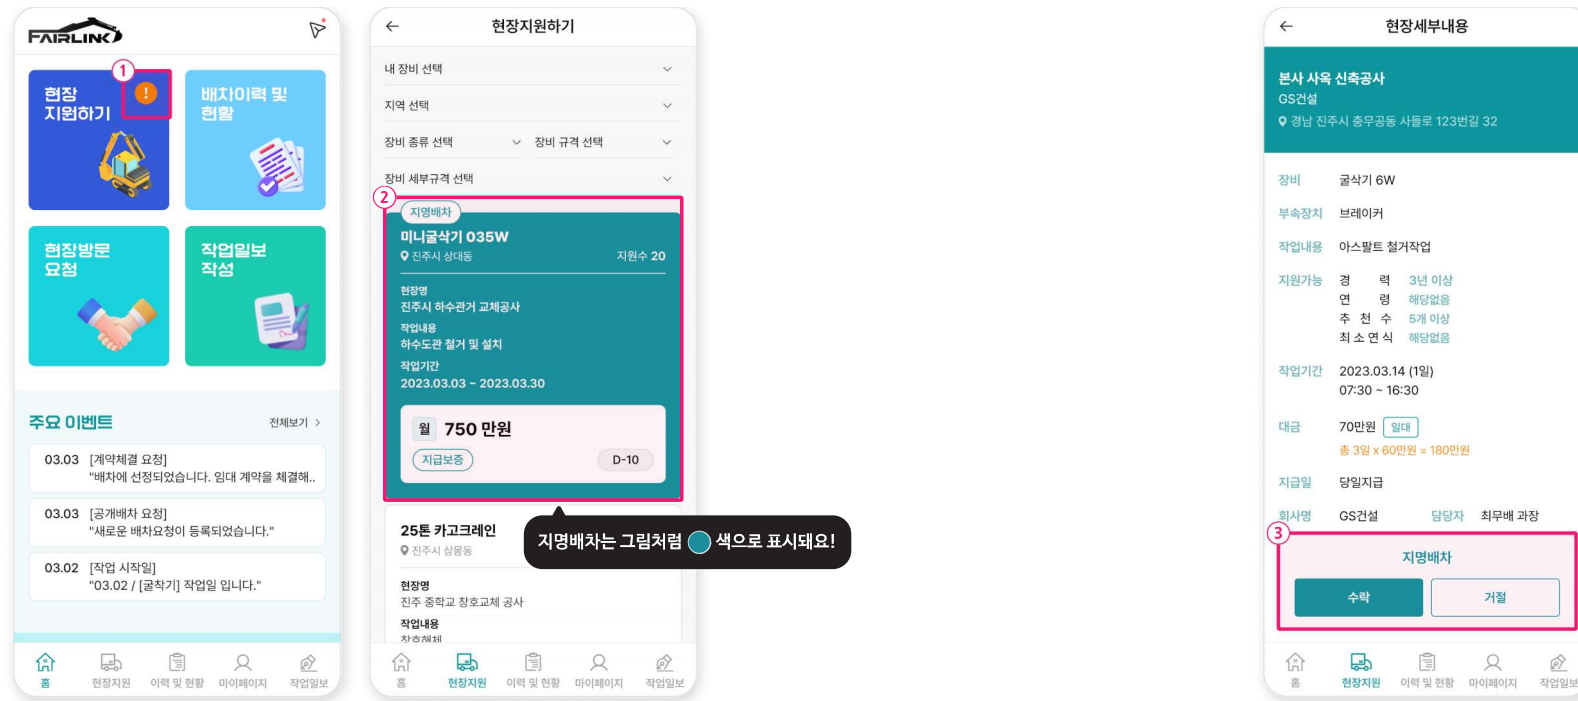 FAIRLINK
1
현장
지원하기
!
배차이력 및
현황
현장방문
요청
작업일보
작성
주요 이벤트
전체보기 >
03.03 [계약체결 요청]
"배차에 선정되었습니다. 임대 계약을 체결해..
03.03 [공개배차 요청]
"새로운 배차요청이 등록되었습니다."
03.02 [작업 시작일]
"03.02 / [굴착기] 작업일 입니다."
홈 현장지원 이력 및 현황 마이페이지 작업일보
← 현장지원하기
내 장비 선택
지역 선택
장비 종류 선택 장비 규격 선택
장비 세부규격 선택
2
지명배차
미니굴삭기 035W
진주시 상대동 지원수 20
현장명
진주시 하수관거 교체공사
작업내용
하수도관 철거 및 설치
작업기간
2023.03.03 ~ 2023.03.30
월 750 만원
지급보증 D-10
25톤 카고크레인
진주시 상몽동
지명배차는 그림처럼 색으로 표시돼요!
현장명
진주 중학교 창호교체 공사
작업내용
창호해체
홈 현장지원 이력 및 현황 마이페이지 작업일보
← 현장세부내용
본사 사옥 신축공사
GS건설
경남 진주시 충무공동 사들로 123번길 32
장비 굴삭기 6W
부속장치 브레이커
작업내용 아스팔트 철거작업
지원가능 경 력 3년 이상
연 령 해당없음
추 천 수 5개 이상
최 소 연 식 해당없음
작업기간 2023.03.14 (1일)
07:30 ~ 16:30
대금 70만원 일대
총 3일 x 60만원 = 180만원
지급일 당일지급
회사명 GS건설 담당자 최무배 과장
3
지명배차
수락 거절
홈 현장지원 이력 및 현황 마이페이지 작업일보